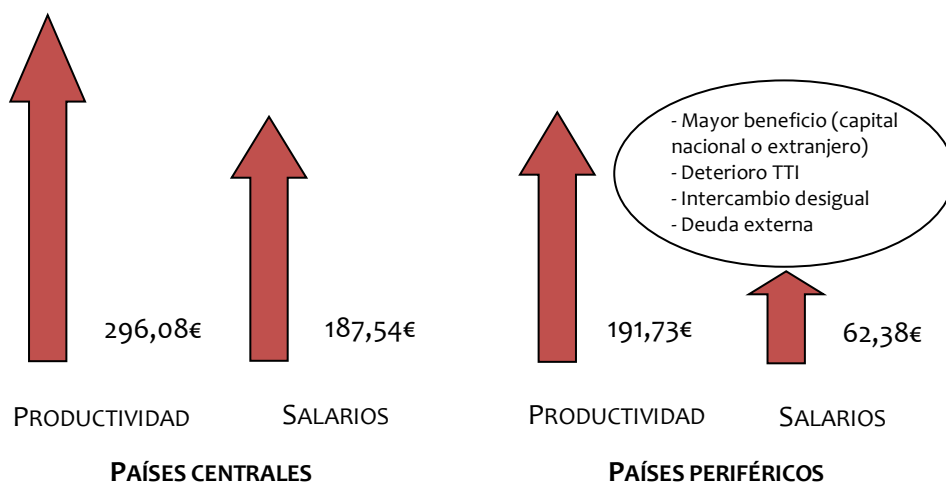 - Mayor beneficio (capital
nacional o extranjero)
- Deterioro TTI
- Intercambio desigual
- Deuda externa
296,08€
187,54€
191,73€
62,38€
PRODUCTIVIDAD
SALARIOS
PRODUCTIVIDAD
SALARIOS
PAÍSES CENTRALES
PAÍSES PERIFÉRICOS